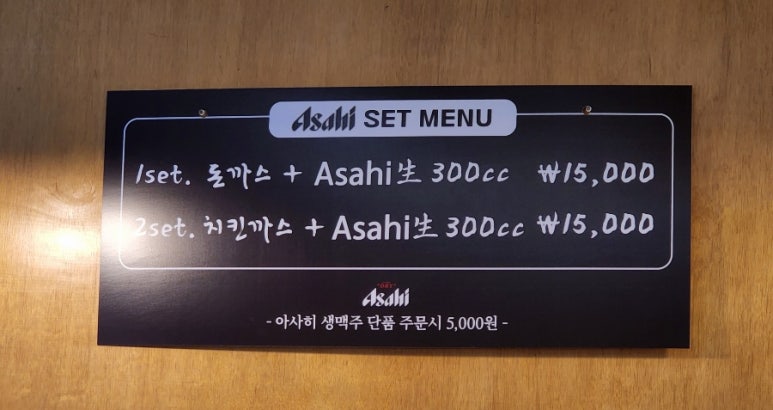 Asahi SET MENU
1set. 돈까스 + Asahi生 300cc ₩15,000
2set. 치킨까스 + Asahi生 300cc ₩15,000
Asahi
- 아사히 생맥주 단품 주문시 5,000원 -